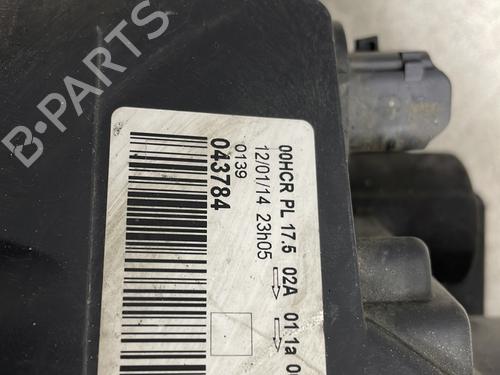 00HCR PL 17.5 02A ⇨ 01 1a
12/01/14 23h05
0139
043784
B-PARTS